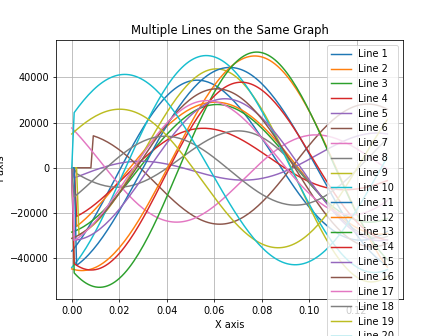 Multiple Lines on the Same Graph
40000
20000
0
−20000
−40000
axis
0.00
0.02
0.04
0.06
0.08
0.10
X axis
Line 1
Line 2
Line 3
Line 4
Line 5
Line 6
Line 7
Line 8
Line 9
Line 10
Line 11
Line 12
Line 13
Line 14
Line 15
Line 16
Line 17
Line 18
Line 19
Line 20